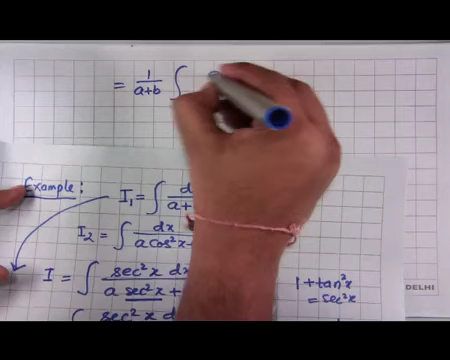 = 1/(a+b) ∫
Example :
I₁ = ∫ d / a+
I₂ = ∫ dx / a cos²x
I = ∫ sec²x dx / a sec²x +
1 + tan²x
= sec²x
DELHI
∫ sec²x d